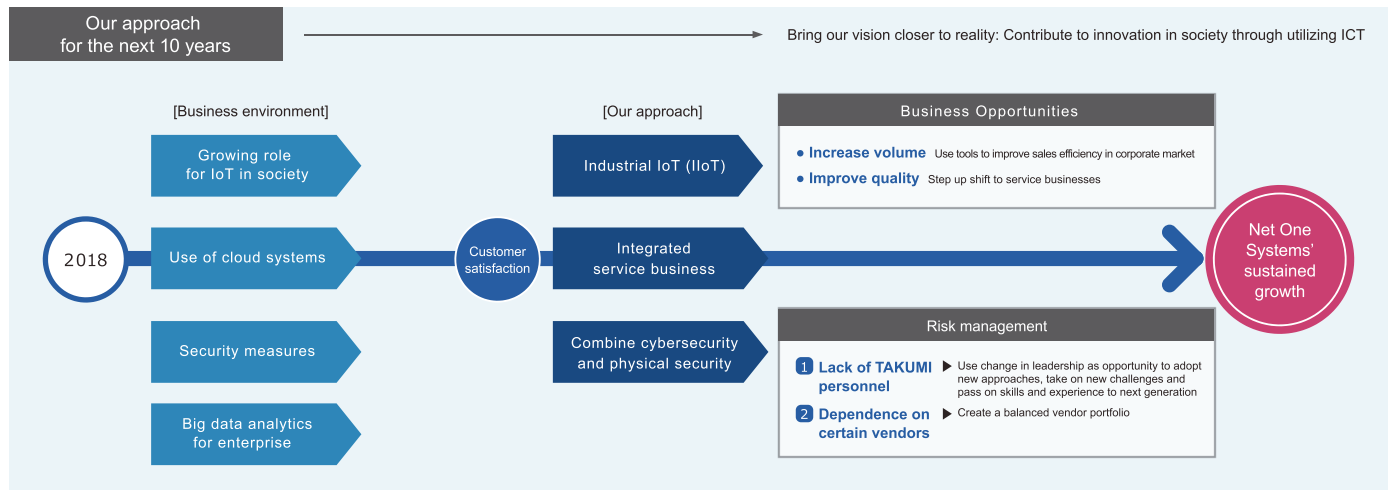 Our approach
for the next 10 years
Bring our vision closer to reality: Contribute to innovation in society through utilizing ICT
[Business environment]
Growing role
for IoT in society
Use of cloud systems
Security measures
Big data analytics
for enterprise
2018
Customer
satisfaction
[Our approach]
Industrial IoT (IIoT)
Integrated
service business
Combine cybersecurity
and physical security
Business Opportunities
● Increase volume Use tools to improve sales efficiency in corporate market
● Improve quality Step up shift to service businesses
Risk management
1 Lack of TAKUMI
personnel
▶ Use change in leadership as opportunity to adopt
new approaches, take on new challenges and
pass on skills and experience to next generation
2 Dependence on
certain vendors
▶ Create a balanced vendor portfolio
Net One
Systems’
sustained
growth